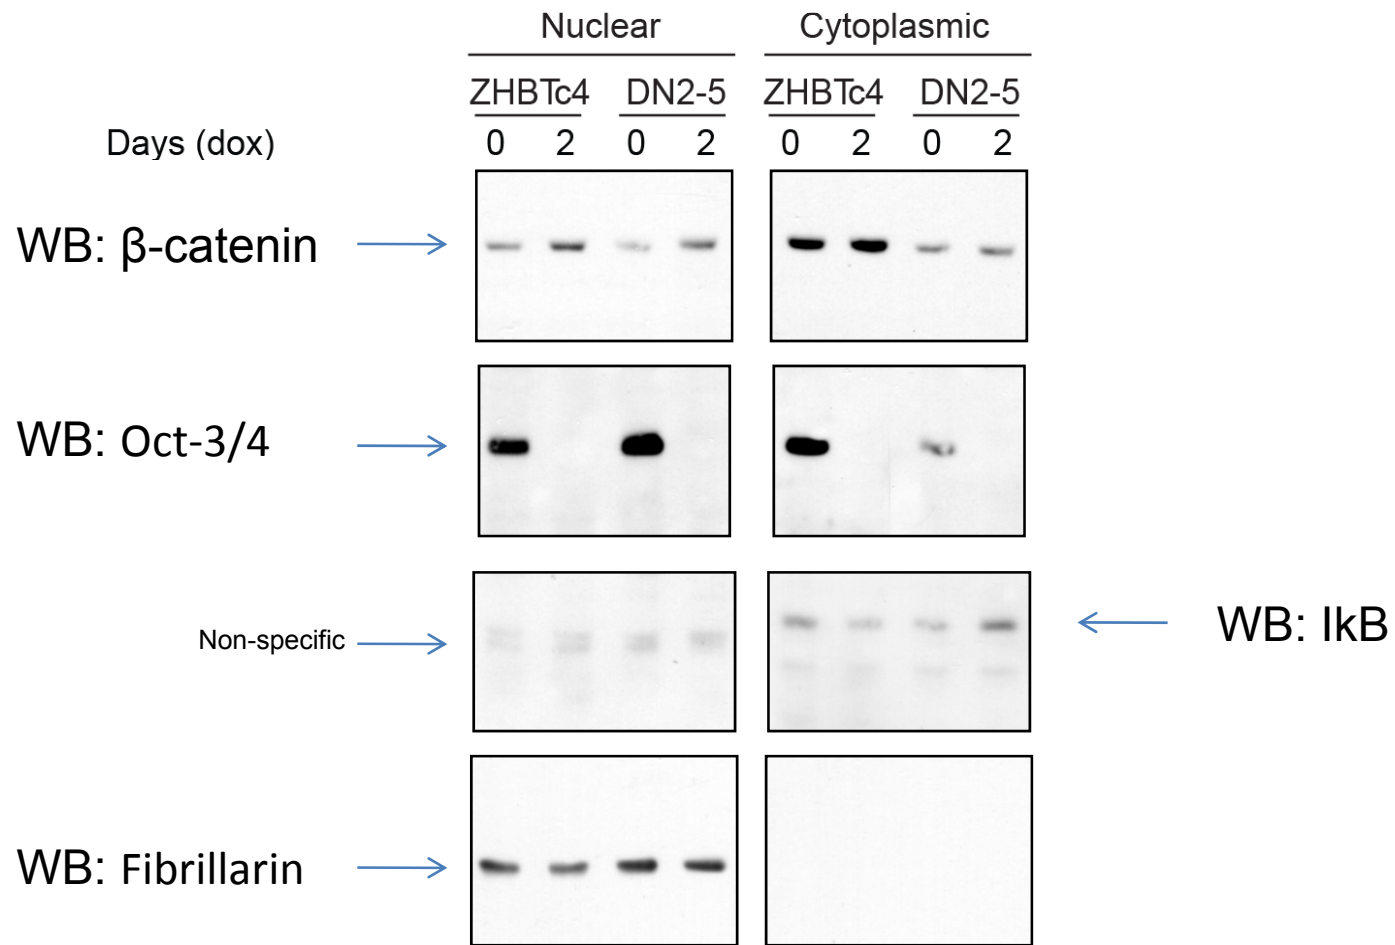 Nuclear Cytoplasmic
ZHBTc4 DN2-5 ZHBTc4 DN2-5
Days (dox) 0 2 0 2 0 2 0 2
WB: β-catenin
WB: Oct-3/4
Non-specific
WB: IkB
WB: Fibrillarin